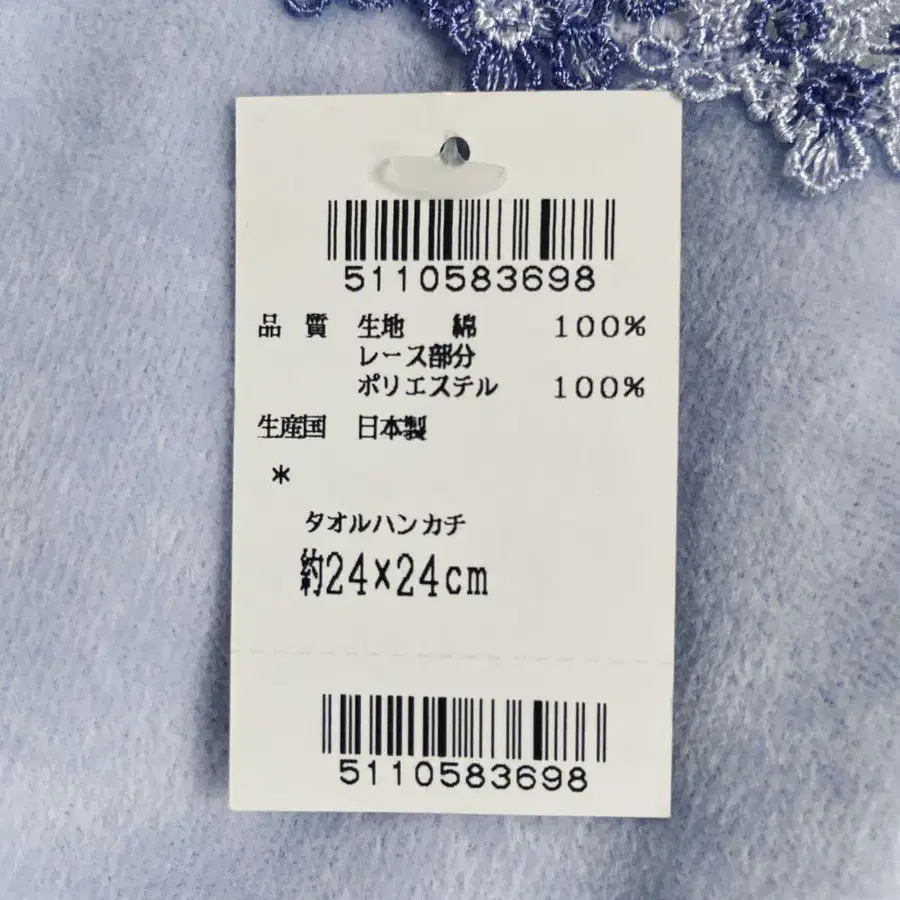 5110583698
品 質 生地 綿 100%
レース部分
ポリエステル 100%
生産国 日本製
*
タオルハンカチ
約24×24cm
5110583698